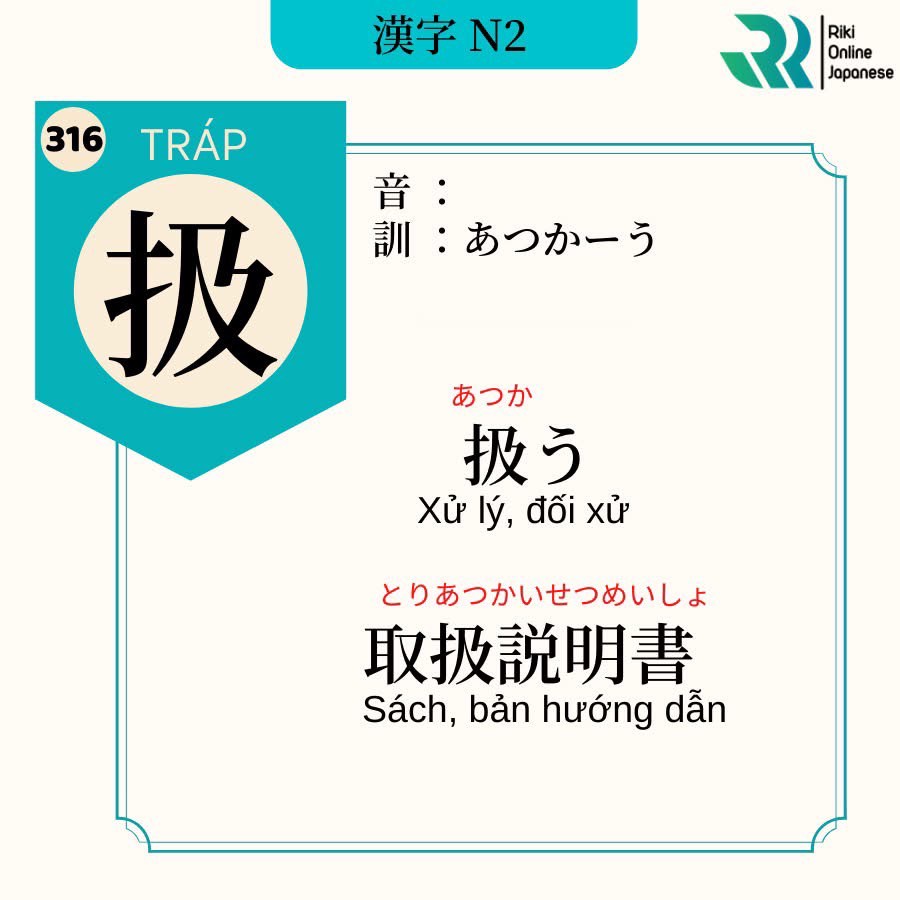 漢字 N2
Riki
Online
Japanese
316
TRÁP
扱
音 :
訓 : あつかーう
あつか
扱う
Xử lý, đối xử
とりあつかいせつめいしょ
取扱説明書
Sách, bản hướng dẫn